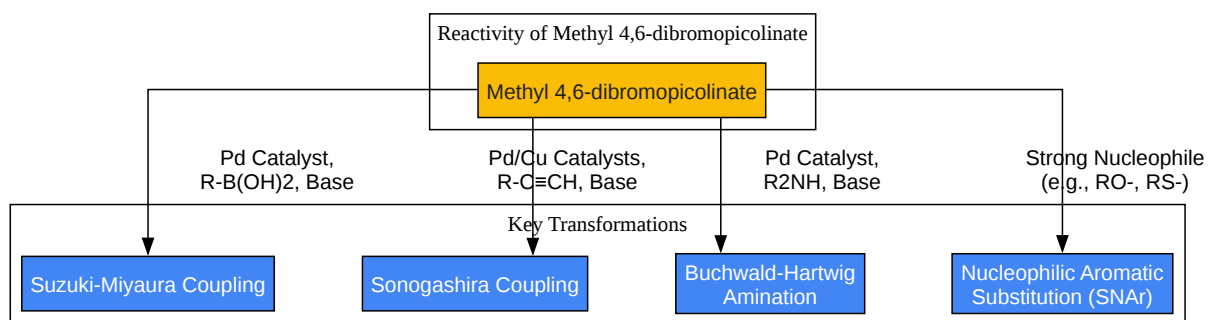 Reactivity of Methyl 4,6-dibromopicolinate
Methyl 4,6-dibromopicolinate
Pd Catalyst,
R-B(OH)2, Base
Pd/Cu Catalysts,
R-C≡CH, Base
Pd Catalyst,
R2NH, Base
Strong Nucleophile
(e.g., RO-, RS-)
Key Transformations
Suzuki-Miyaura Coupling
Sonogashira Coupling
Buchwald-Hartwig
Amination
Nucleophilic Aromatic
Substitution (SNAr)